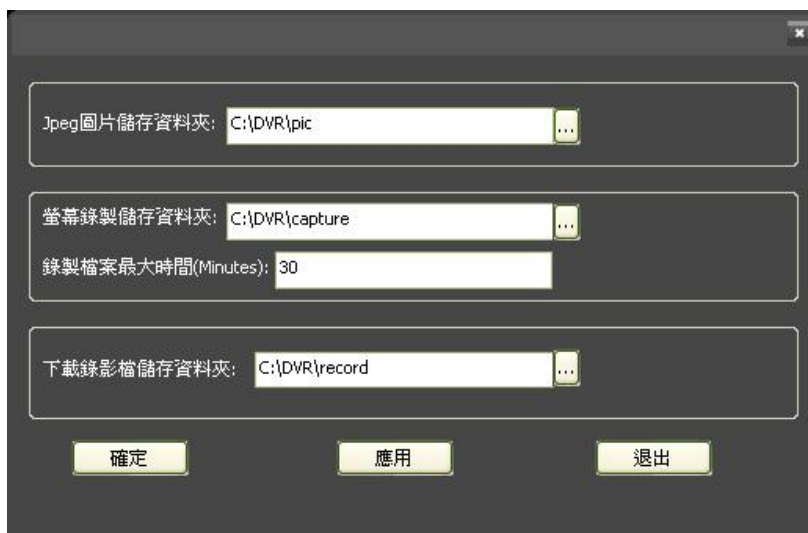 Jpeg圖片儲存資料夾: C:\DVR\pic ...
螢幕錄製儲存資料夾: C:\DVR\capture ...
錄製檔案最大時間(Minutes): 30
下載錄影檔儲存資料夾: C:\DVR\record ...
確定 應用 退出